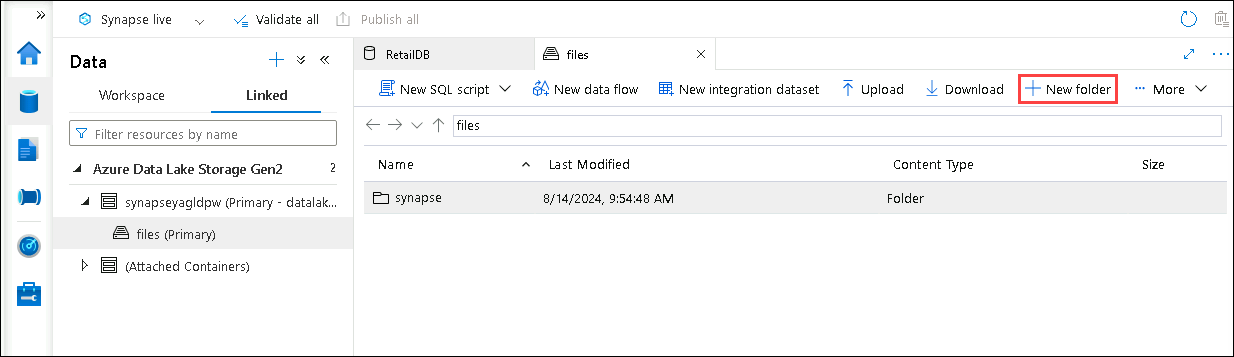 Synapse live Validate all Publish all
Data
Workspace Linked
Filter resources by name
Azure Data Lake Storage Gen2 2
synapseyagldpw (Primary - datalak...
files (Primary)
(Attached Containers)
RetailDB files
New SQL script New data flow New integration dataset Upload Download New folder More
files
Name Last Modified Content Type Size
synapse 8/14/2024, 9:54:48 AM Folder